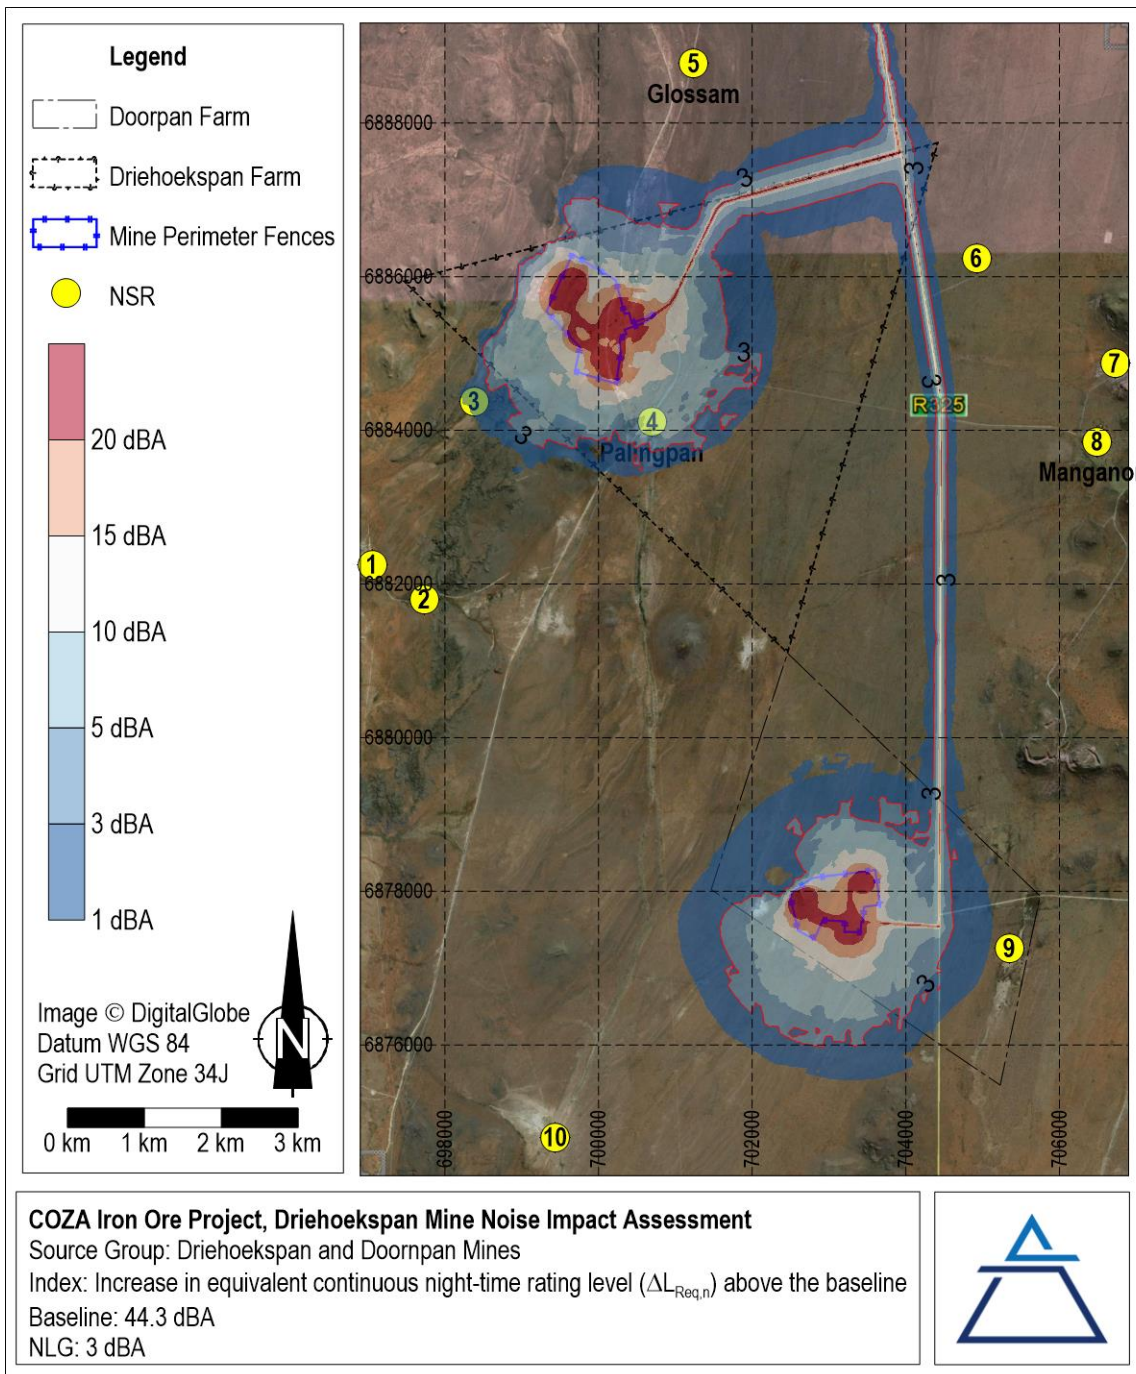 Legend
Doorpan Farm
Driehoekspan Farm
Mine Perimeter Fences
NSR
20 dBA
15 dBA
10 dBA
5 dBA
3 dBA
1 dBA
Image © DigitalGlobe
Datum WGS 84
Grid UTM Zone 34J
N
0 km 1 km 2 km 3 km
5
Glossam
6888000
3
3
6
6886000
3
7
3
3
R325
4
8
6884000
3
Palingpan
Manganor
1
6882000
3
2
6880000
3
6878000
9
3
6876000
10
698000
700000
702000
704000
706000
COZA Iron Ore Project, Driehoekspan Mine Noise Impact Assessment
Source Group: Driehoekspan and Doornpan Mines
Index: Increase in equivalent continuous night-time rating level (ΔLReq,n) above the baseline
Baseline: 44.3 dBA
NLG: 3 dBA